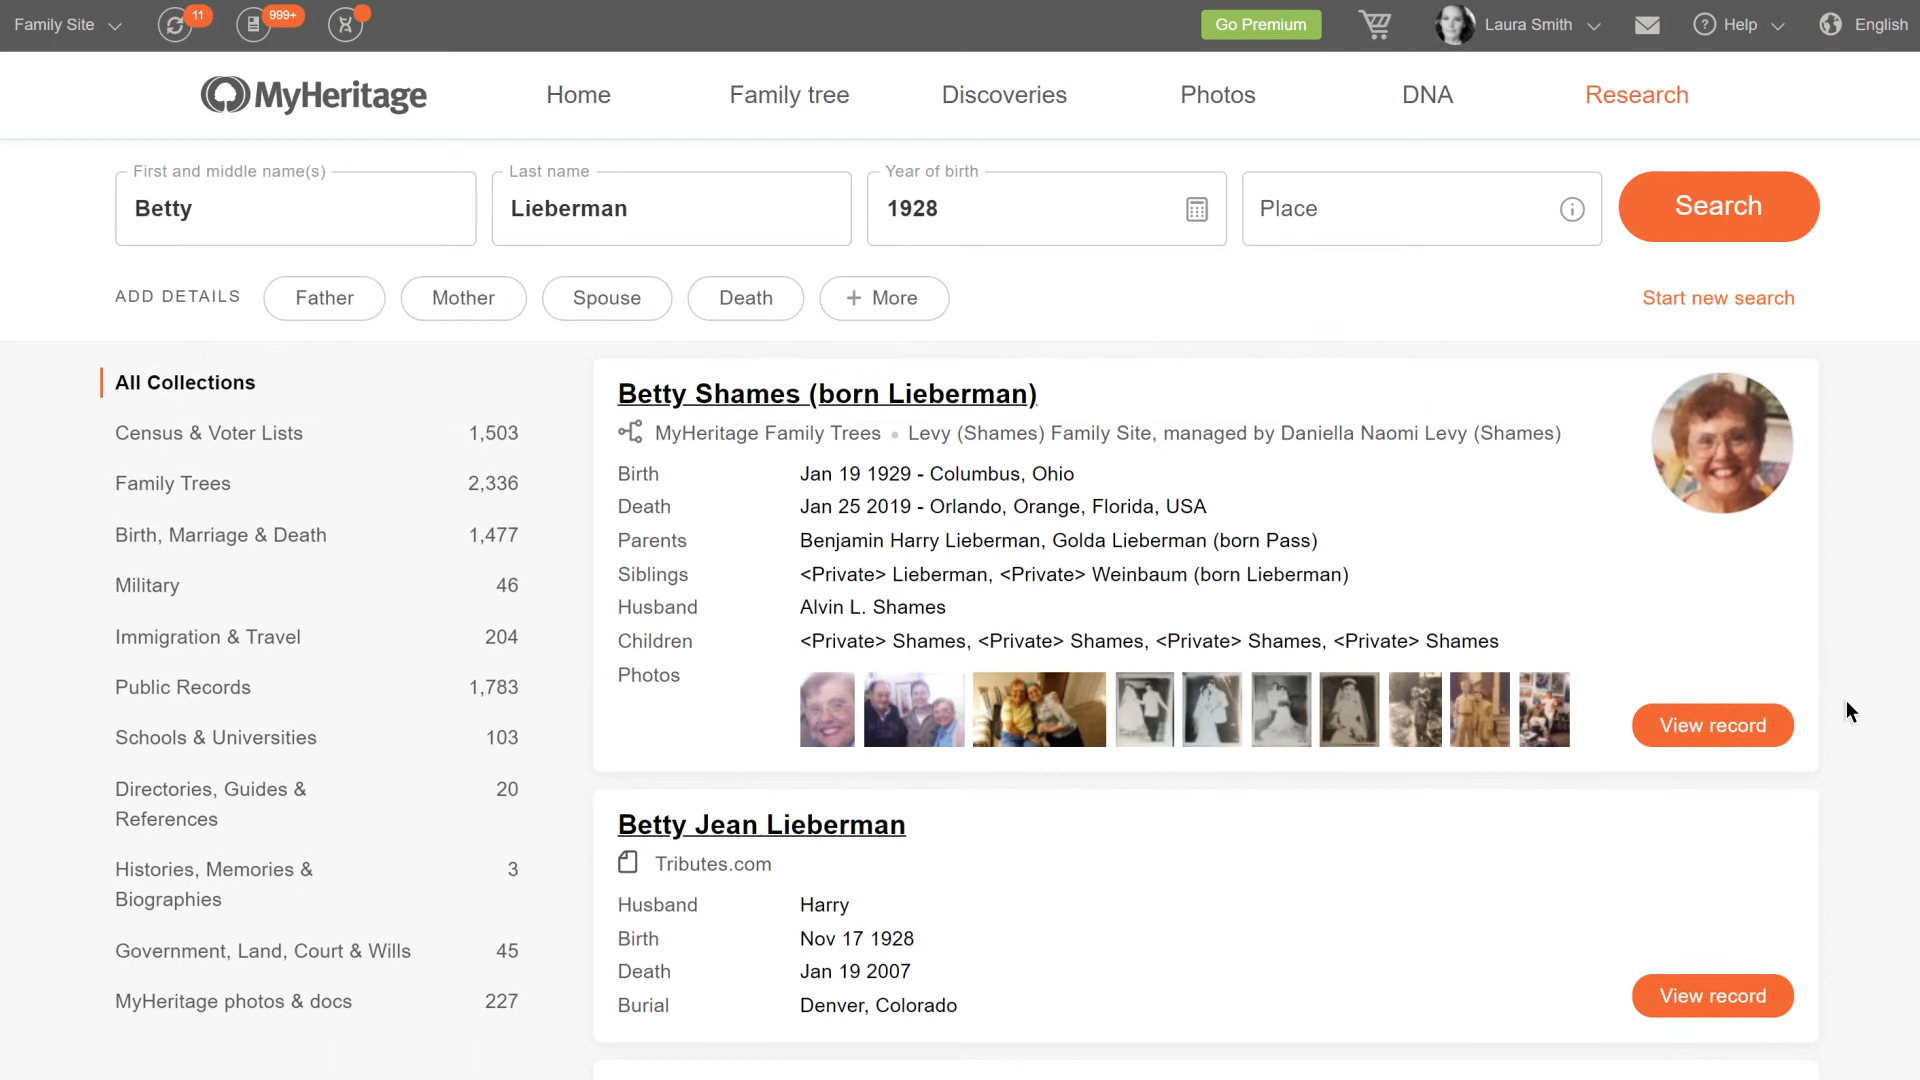 Family Site
11
999+
Go Premium
Laura Smith
Help
English
MyHeritage
Home
Family tree
Discoveries
Photos
DNA
Research
First and middle name(s)
Betty
Last name
Lieberman
Year of birth
1928
Place
Search
ADD DETAILS
Father
Mother
Spouse
Death
+ More
Start new search
All Collections
Census & Voter Lists 1,503
Family Trees 2,336
Birth, Marriage & Death 1,477
Military 46
Immigration & Travel 204
Public Records 1,783
Schools & Universities 103
Directories, Guides & 20
References
Histories, Memories & 3
Biographies
Government, Land, Court & Wills 45
MyHeritage photos & docs 227
Betty Shames (born Lieberman)
MyHeritage Family Trees • Levy (Shames) Family Site, managed by Daniella Naomi Levy (Shames)
Birth Jan 19 1929 - Columbus, Ohio
Death Jan 25 2019 - Orlando, Orange, Florida, USA
Parents Benjamin Harry Lieberman, Golda Lieberman (born Pass)
Siblings <Private> Lieberman, <Private> Weinbaum (born Lieberman)
Husband Alvin L. Shames
Children <Private> Shames, <Private> Shames, <Private> Shames, <Private> Shames
Photos
View record
Betty Jean Lieberman
Tributes.com
Husband Harry
Birth Nov 17 1928
Death Jan 19 2007
Burial Denver, Colorado
View record